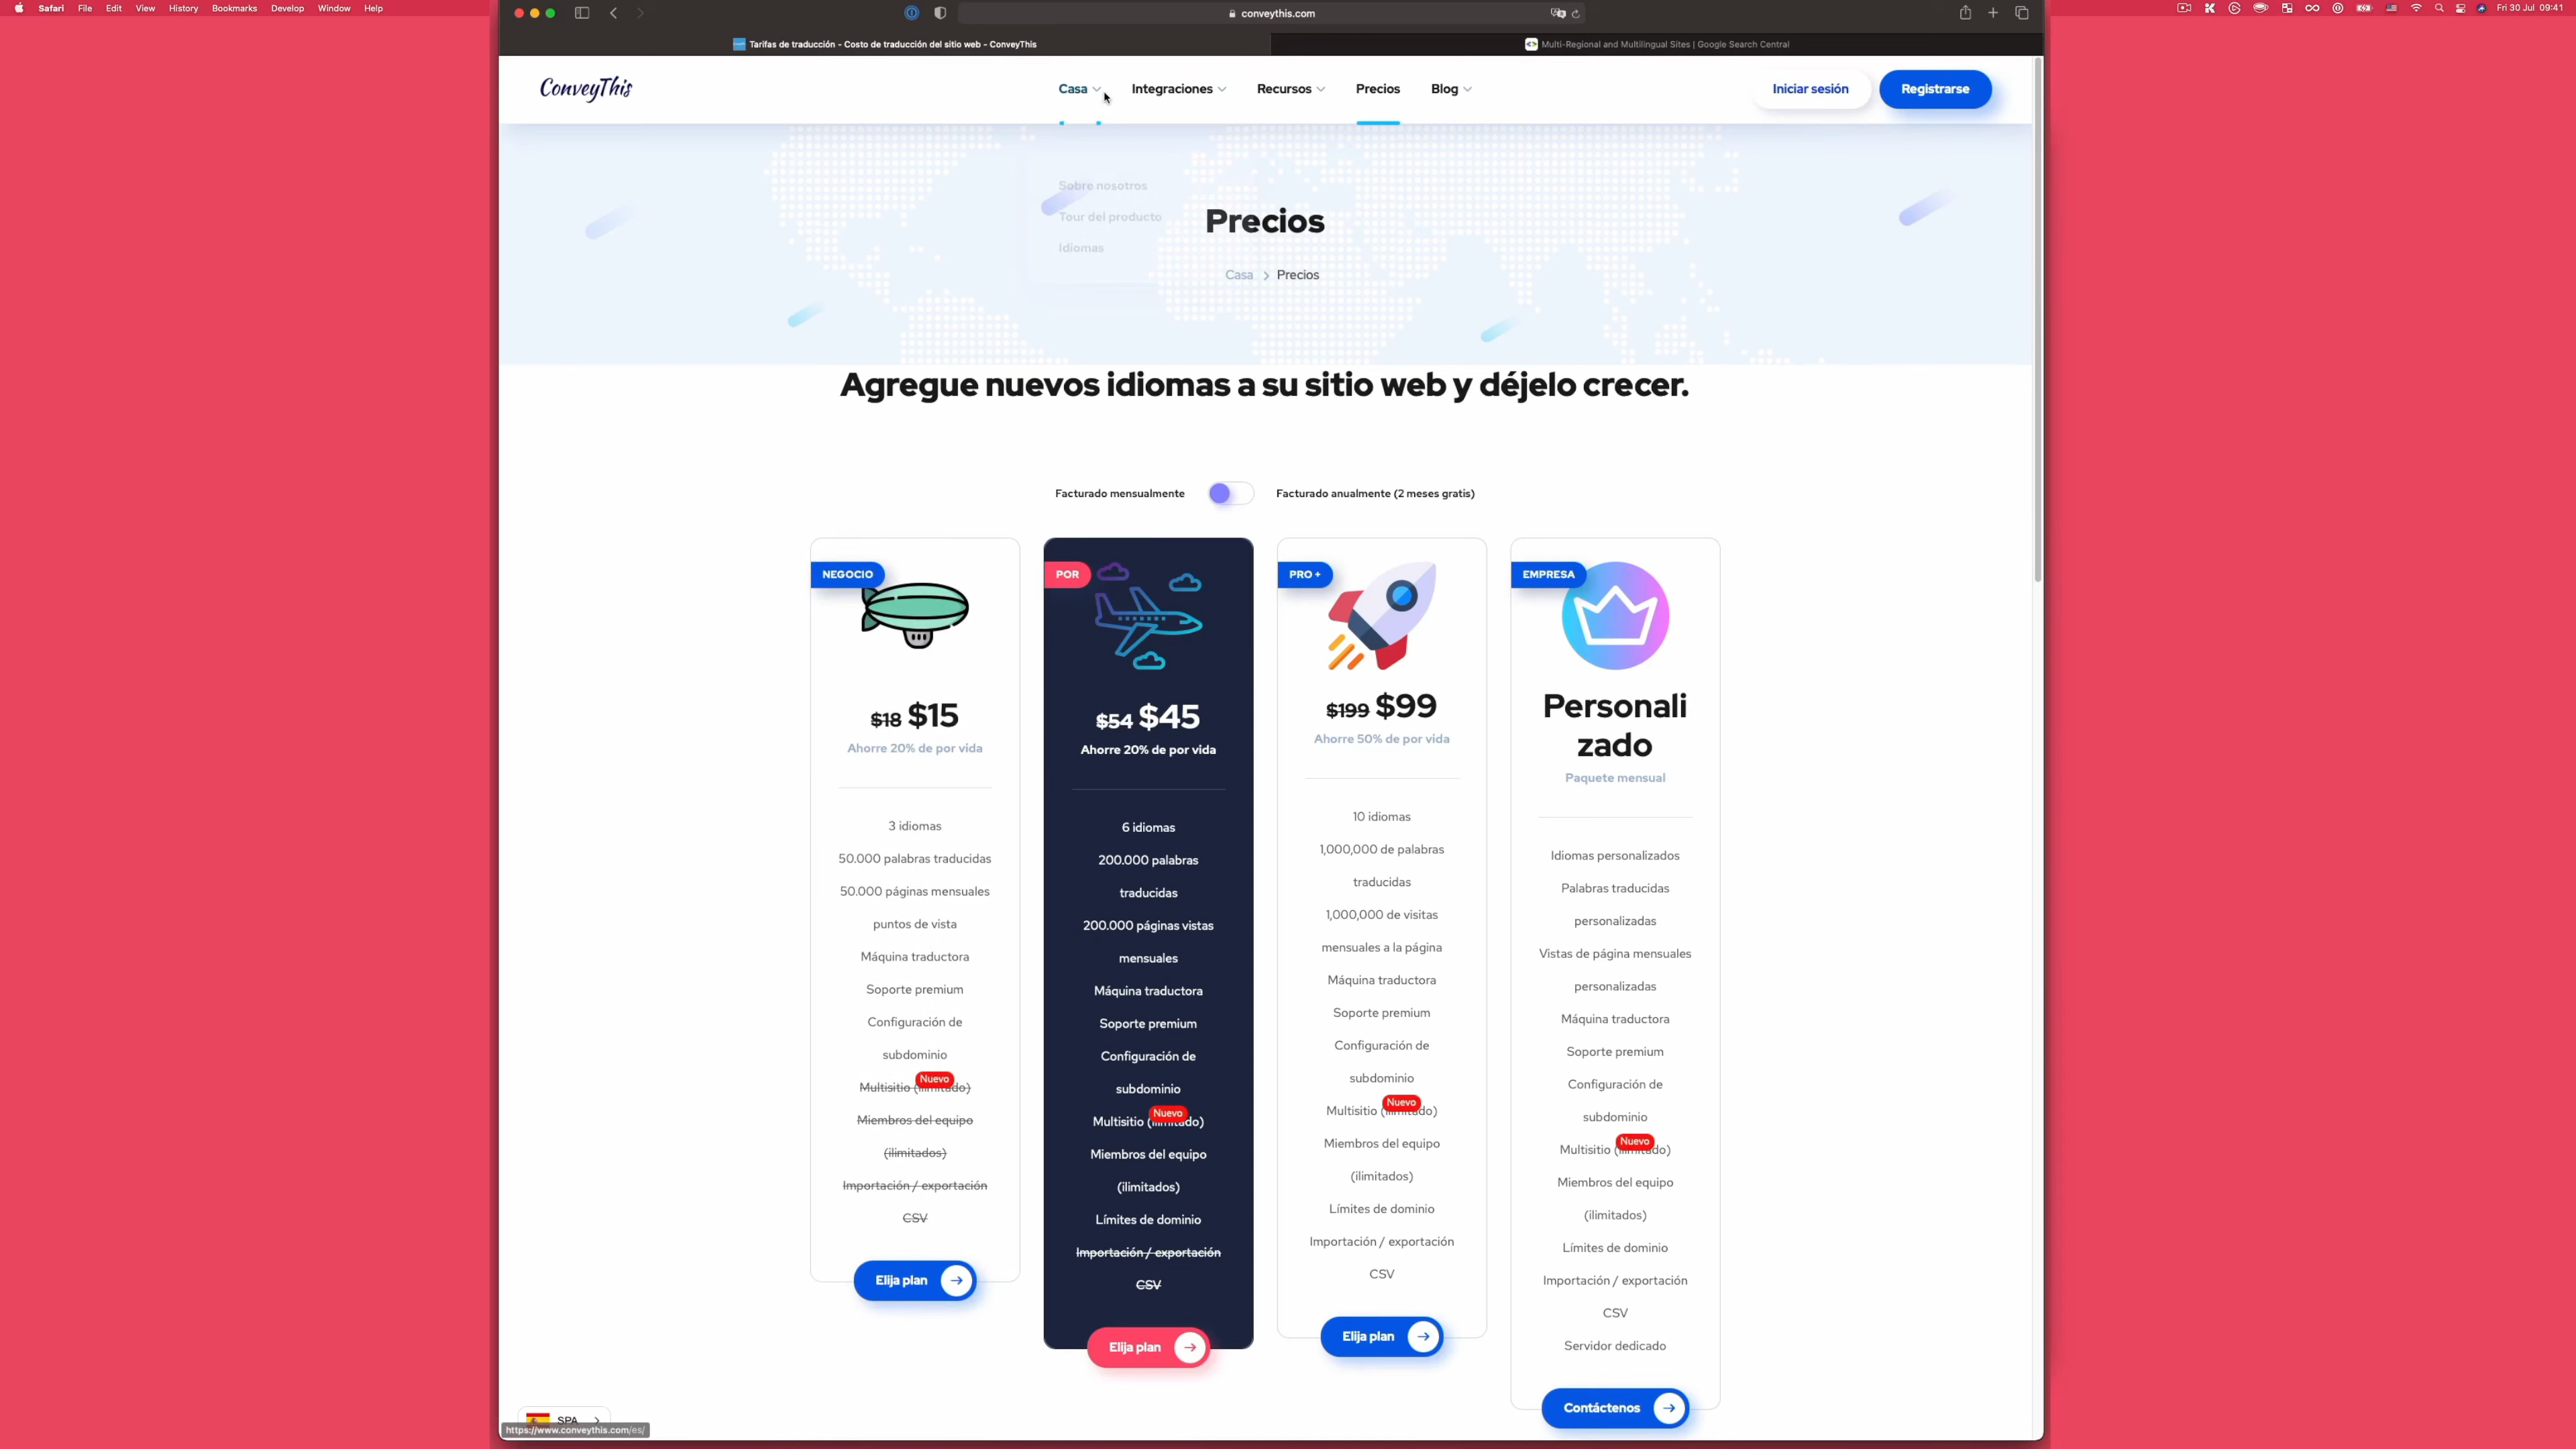 Safari File Edit View History Bookmarks Develop Window Help
Fri 30 Jul 09:41
conveythis.com
Tarifas de traducción - Costo de traducción del sitio web - ConveyThis
Multi-Regional and Multilingual Sites | Google Search Central
ConveyThis
Casa
Integraciones
Recursos
Precios
Blog
Iniciar sesión
Registrarse
Sobre nosotros
Tour del producto
Idiomas
Precios
Casa > Precios
Agregue nuevos idiomas a su sitio web y déjelo crecer.
Facturado mensualmente
Facturado anualmente (2 meses gratis)
NEGOCIO
$18 $15
Ahorre 20% de por vida
3 idiomas
50.000 palabras traducidas
50.000 páginas mensuales
puntos de vista
Máquina traductora
Soporte premium
Configuración de
subdominio
Nuevo
Multisitio (ilimitado)
Miembros del equipo
(ilimitados)
Importación / exportación
CSV
Elija plan
POR
$54 $45
Ahorre 20% de por vida
6 idiomas
200.000 palabras
traducidas
200.000 páginas vistas
mensuales
Máquina traductora
Soporte premium
Configuración de
subdominio
Nuevo
Multisitio (ilimitado)
Miembros del equipo
(ilimitados)
Límites de dominio
Importación / exportación
CSV
Elija plan
PRO +
$199 $99
Ahorre 50% de por vida
10 idiomas
1,000,000 de palabras
traducidas
1,000,000 de visitas
mensuales a la página
Máquina traductora
Soporte premium
Configuración de
subdominio
Nuevo
Multisitio (ilimitado)
Miembros del equipo
(ilimitados)
Límites de dominio
Importación / exportación
CSV
Elija plan
EMPRESA
Personali
zado
Paquete mensual
Idiomas personalizados
Palabras traducidas
personalizadas
Vistas de página mensuales
personalizadas
Máquina traductora
Soporte premium
Configuración de
subdominio
Nuevo
Multisitio (ilimitado)
Miembros del equipo
(ilimitados)
Límites de dominio
Importación / exportación
CSV
Servidor dedicado
Contáctenos
SPA
https://www.conveythis.com/es/